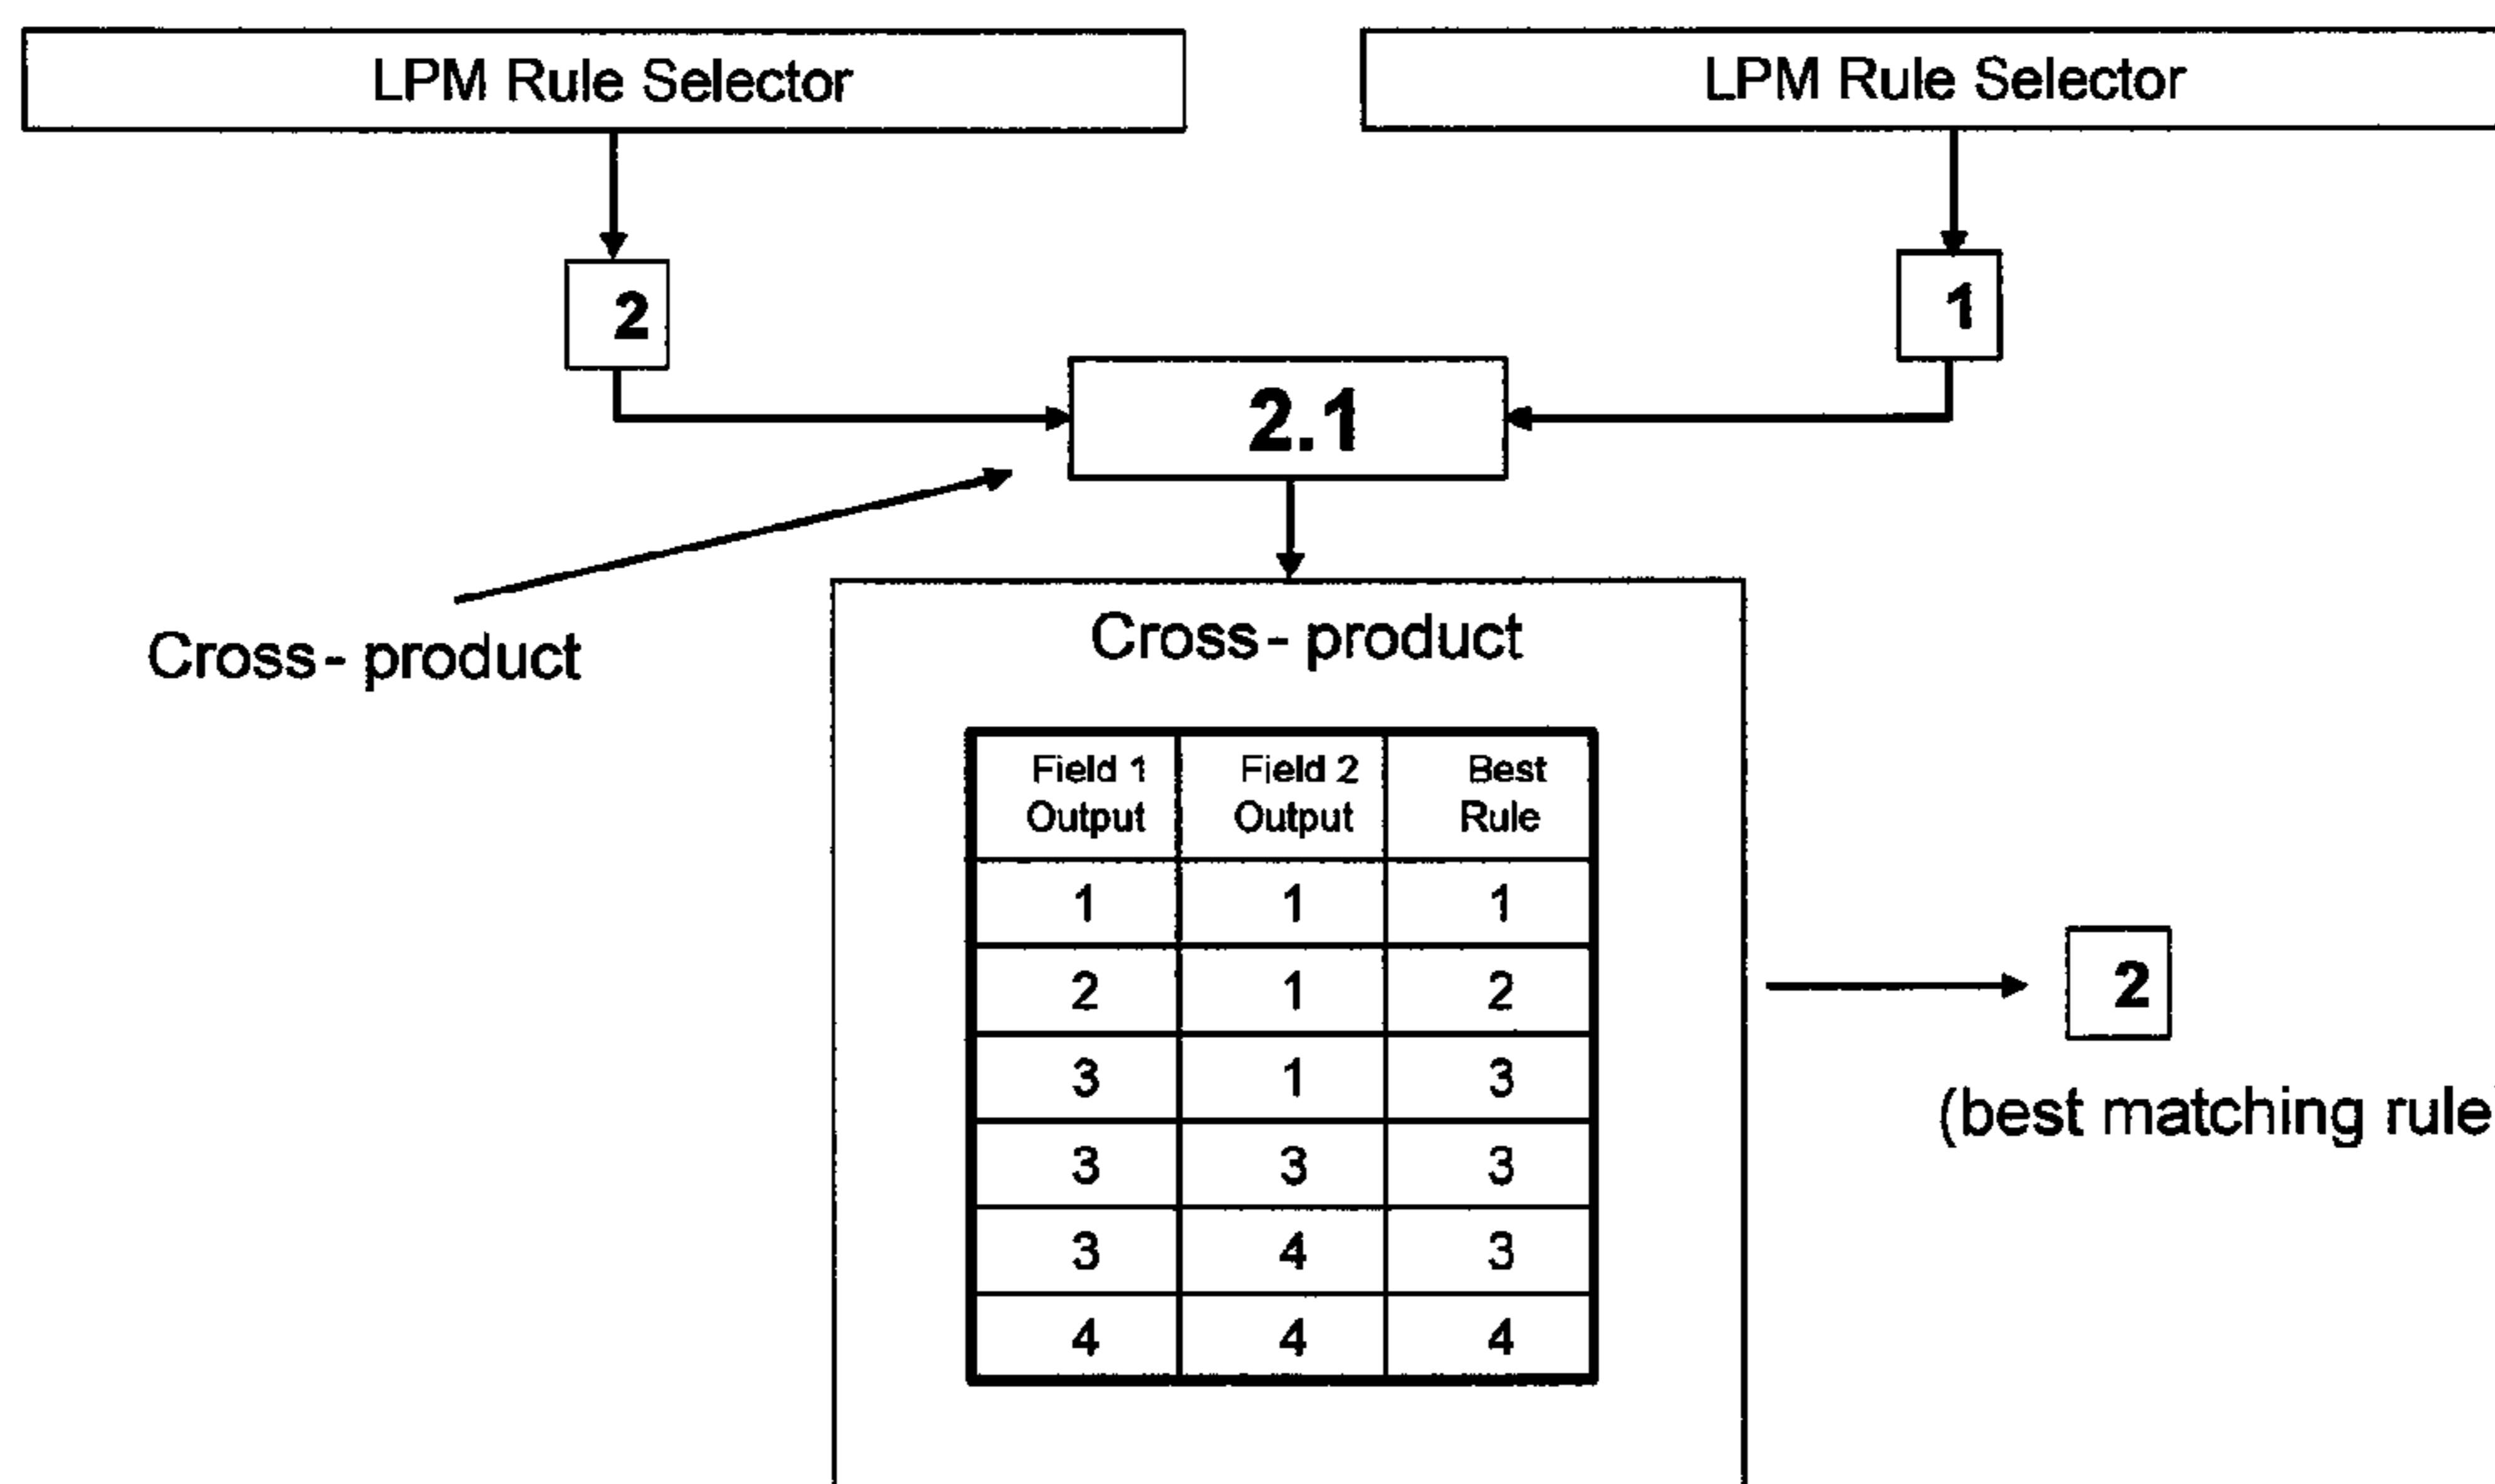 LPM Rule Selector
LPM Rule Selector
2
1
2.1
Cross- product
Cross- product
Field 1 Output Field 2 Output Best Rule
1 1 1
2 1 2
3 1 3
3 3 3
3 4 3
4 4 4
2
(best matching rule